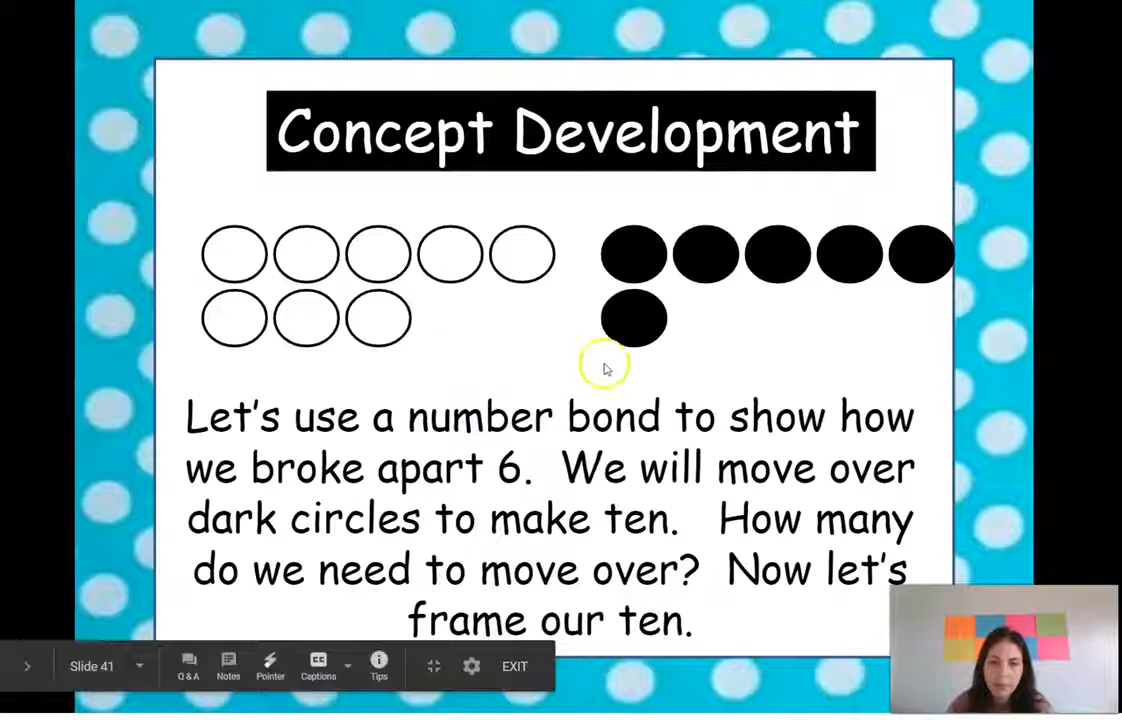 Concept Development
Let's use a number bond to show how
we broke apart 6. We will move over
dark circles to make ten. How many
do we need to move over? Now let's
frame our ten.
Slide 41
Q & A
Notes
Pointer
CC
Captions
Tips
EXIT